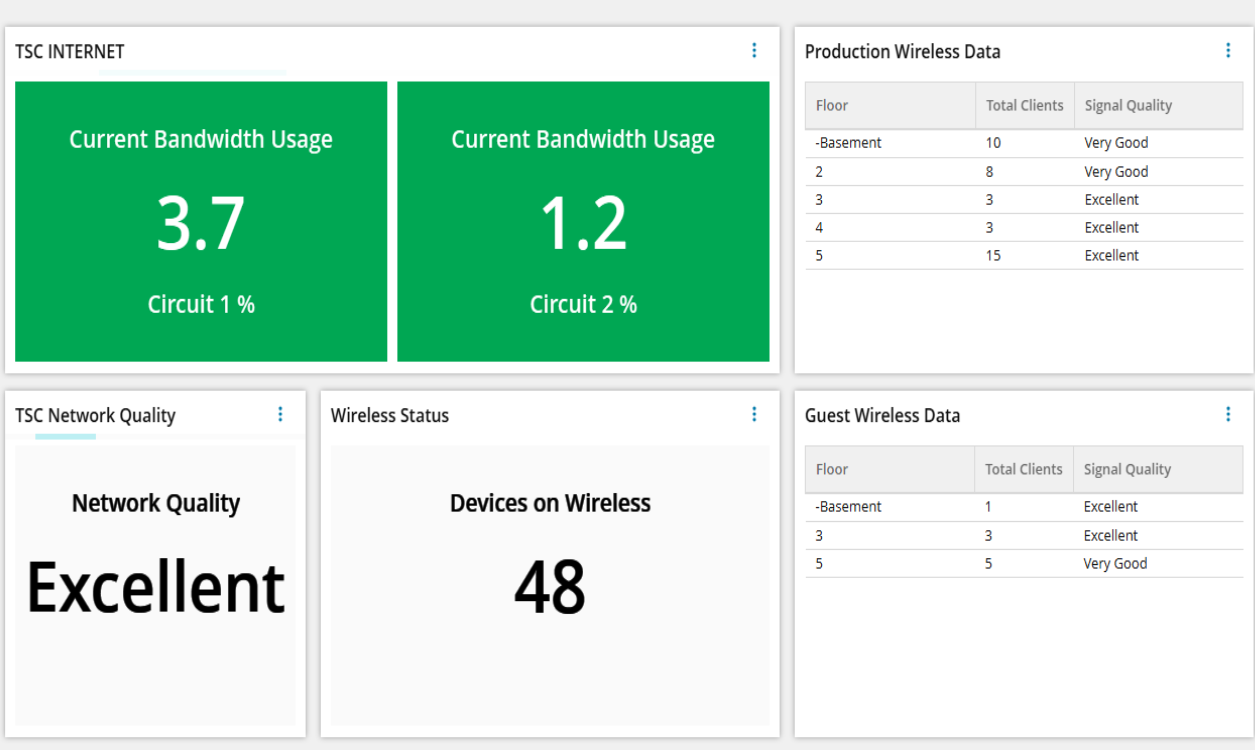 TSC INTERNET
Current Bandwidth Usage
3.7
Circuit 1 %
Current Bandwidth Usage
1.2
Circuit 2 %
Production Wireless Data
Floor Total Clients Signal Quality
-Basement 10 Very Good
2 8 Very Good
3 3 Excellent
4 3 Excellent
5 15 Excellent
TSC Network Quality
Network Quality
Excellent
Wireless Status
Devices on Wireless
48
Guest Wireless Data
Floor Total Clients Signal Quality
-Basement 1 Excellent
3 3 Excellent
5 5 Very Good